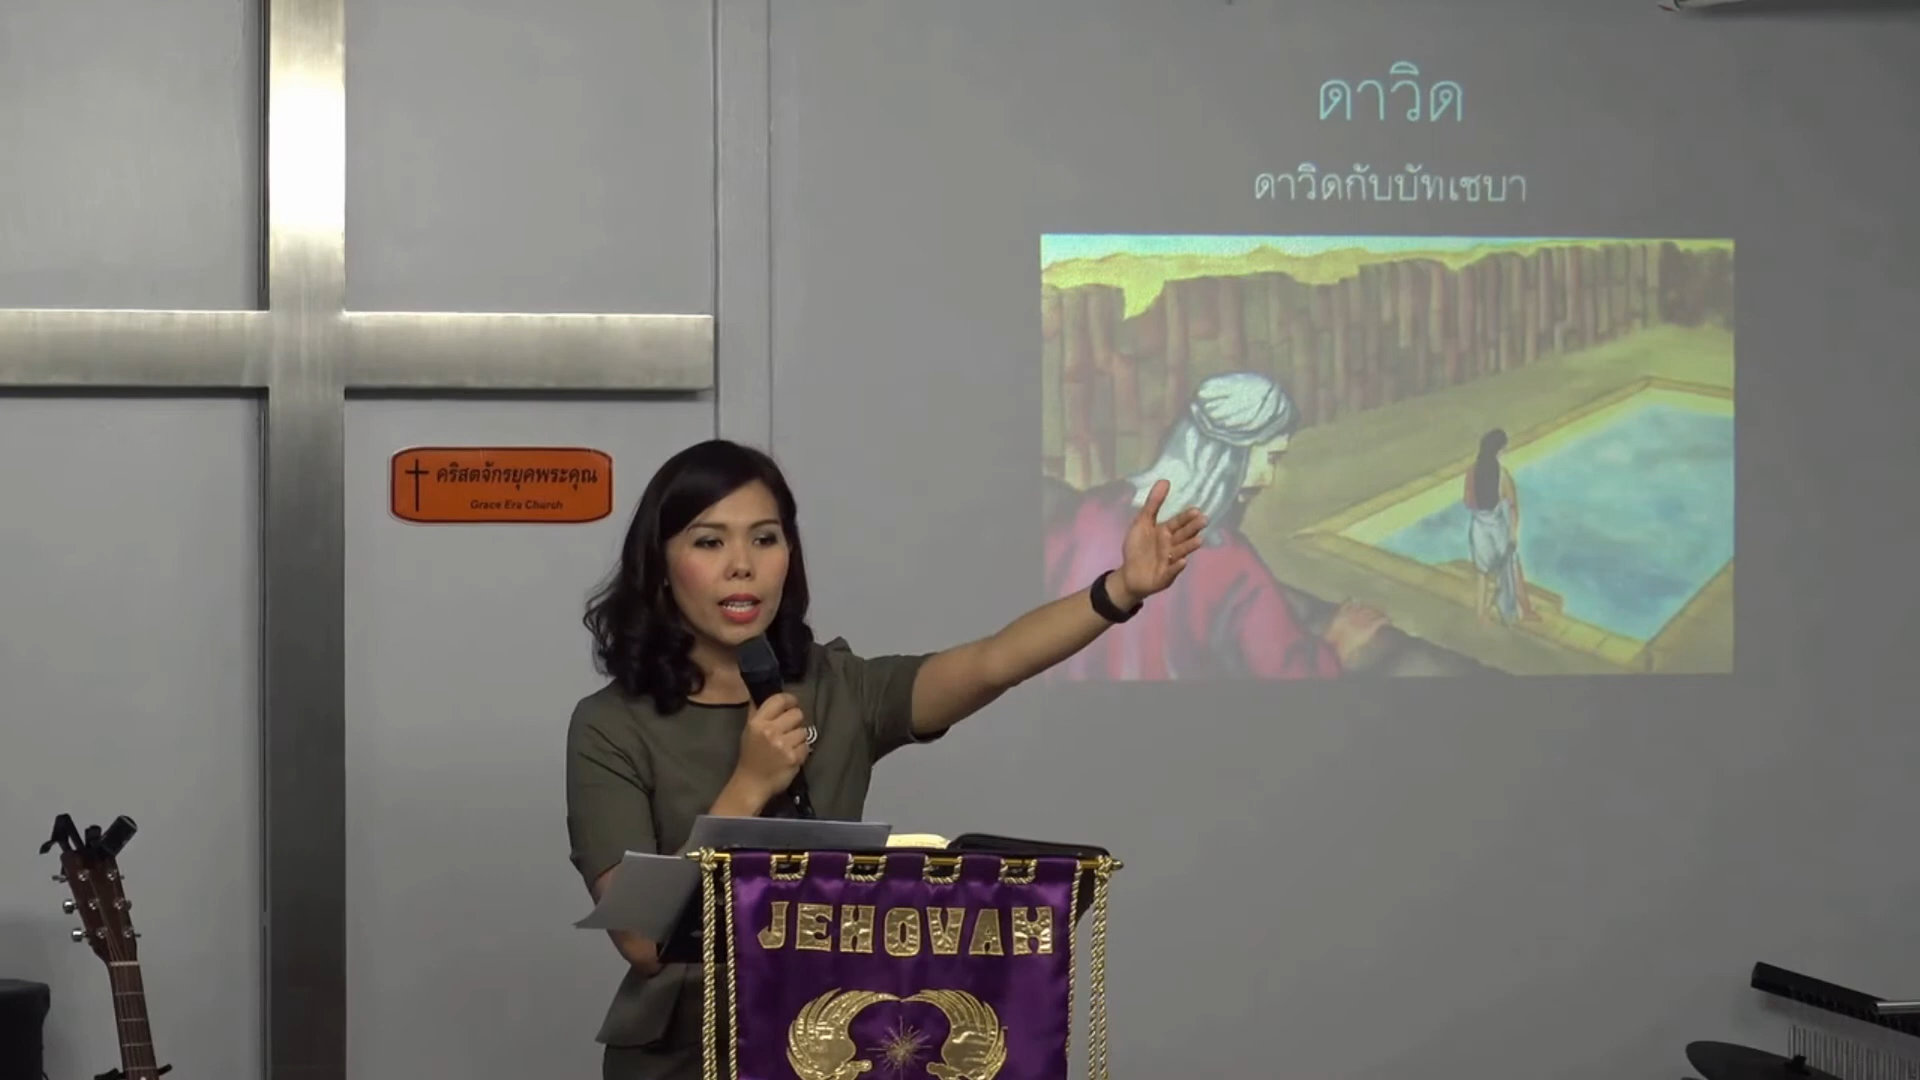 ดาวิด
ดาวิดกับบัทเชบา
คริสตจักรยุคพระคุณ
Grace Era Church
JEHOVAH